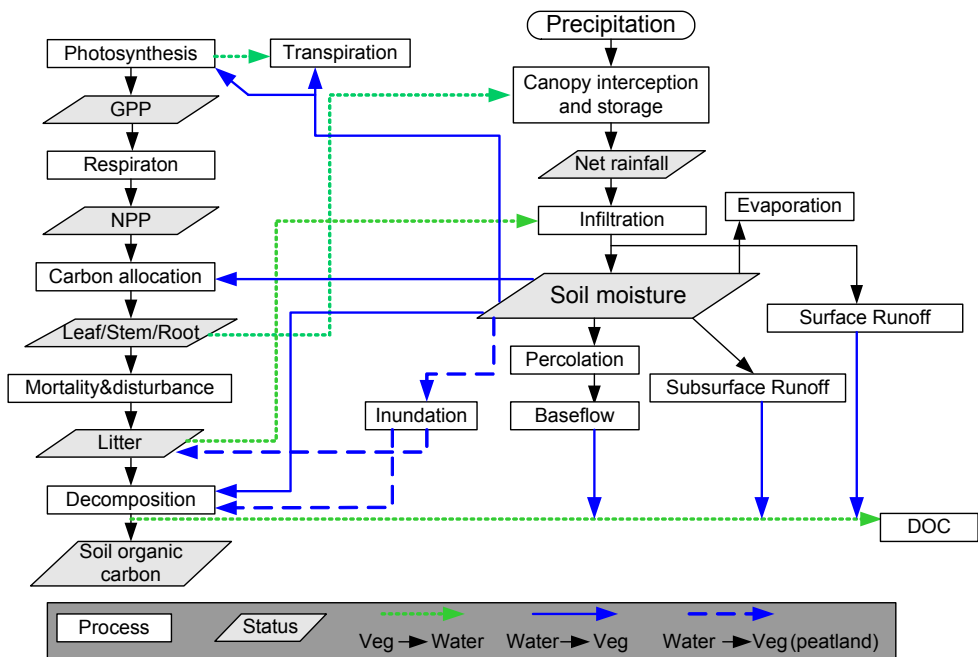 Precipitation
Photosynthesis
Transpiration
Canopy interception
and storage
GPP
Respiraton
Net rainfall
NPP
Infiltration
Evaporation
Carbon allocation
Soil moisture
Leaf/Stem/Root
Surface Runoff
Percolation
Mortality&disturbance
Subsurface Runoff
Inundation
Baseflow
Litter
Decomposition
DOC
Soil organic
carbon
Process
Status
Veg Water
Water Veg
Water Veg(peatland)